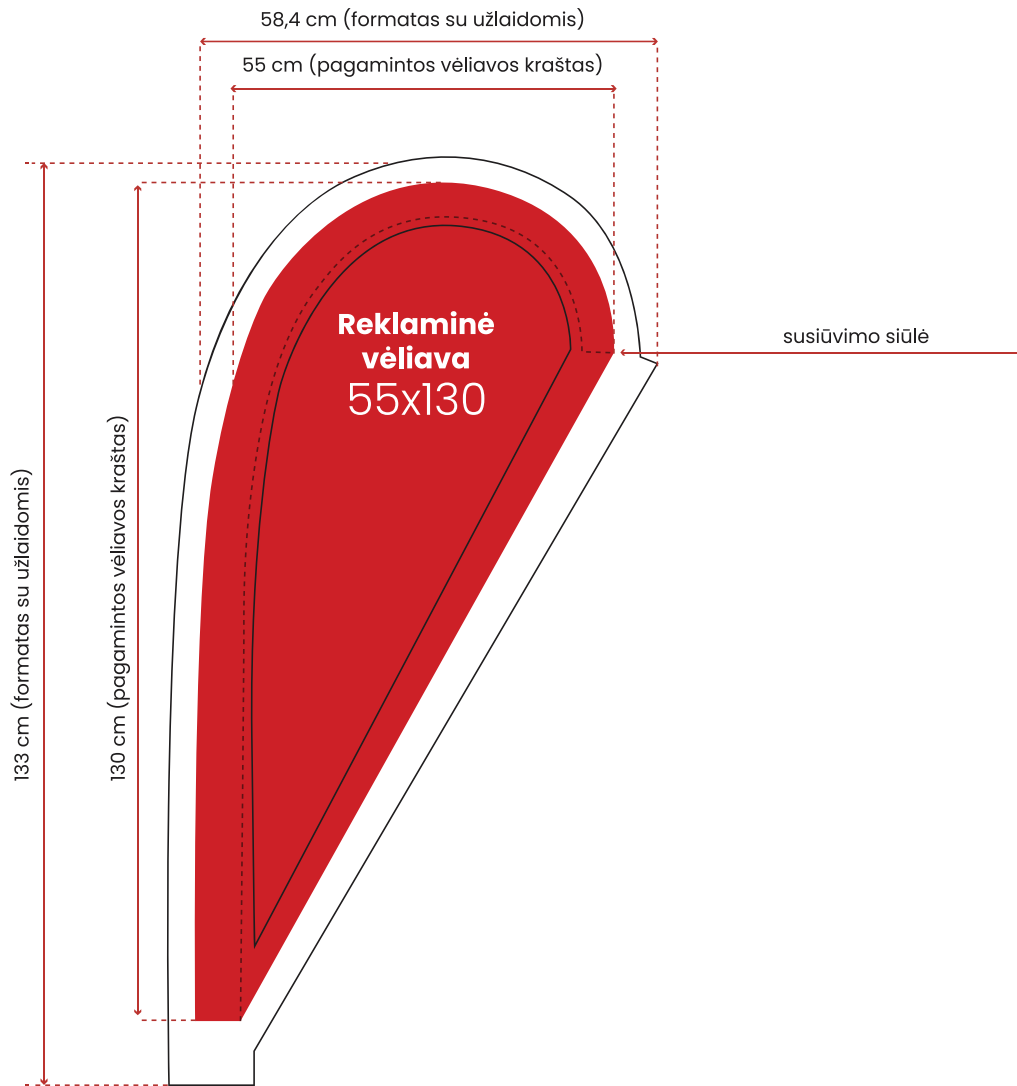 58,4 cm (formatas su užlaidomis)
55 cm (pagamintos vėliavos kraštas)
Reklaminė
vėliava
55x130
susiūvimo siūlė
133 cm (formatas su užlaidomis)
130 cm (pagamintos vėliavos kraštas)